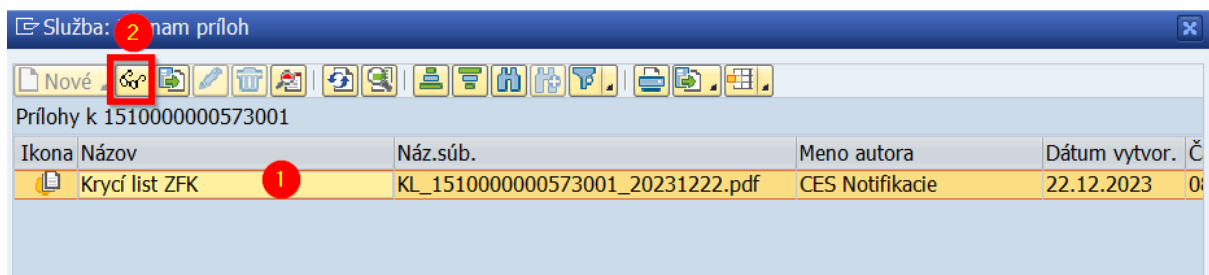 Služba: 2 nam príloh
Nové
Prílohy k 1510000000573001
Ikona Názov Náz.súb. Meno autora Dátum vytvor. Č
Krycí list ZFK 1 KL_1510000000573001_20231222.pdf CES Notifikacie 22.12.2023 08